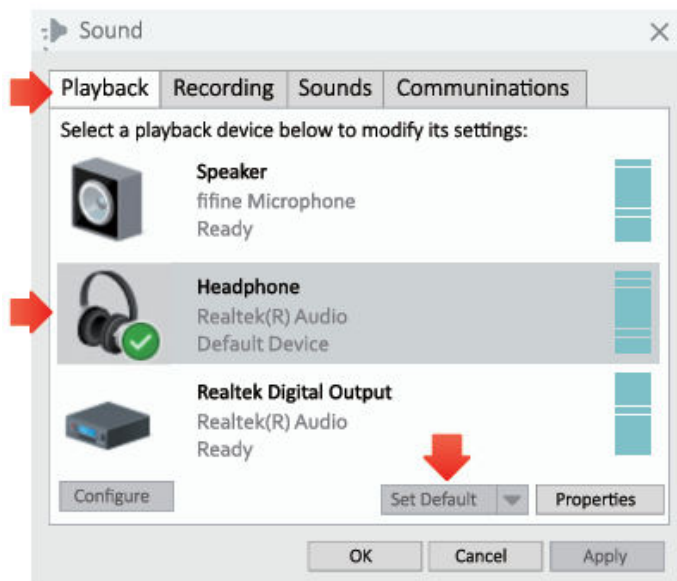 Sound
Playback Recording Sounds Communinations
Select a playback device below to modify its settings:
Speaker
fifine Microphone
Ready
Headphone
Realtek(R) Audio
Default Device
Realtek Digital Output
Realtek(R) Audio
Ready
Configure Set Default Properties
OK Cancel Apply